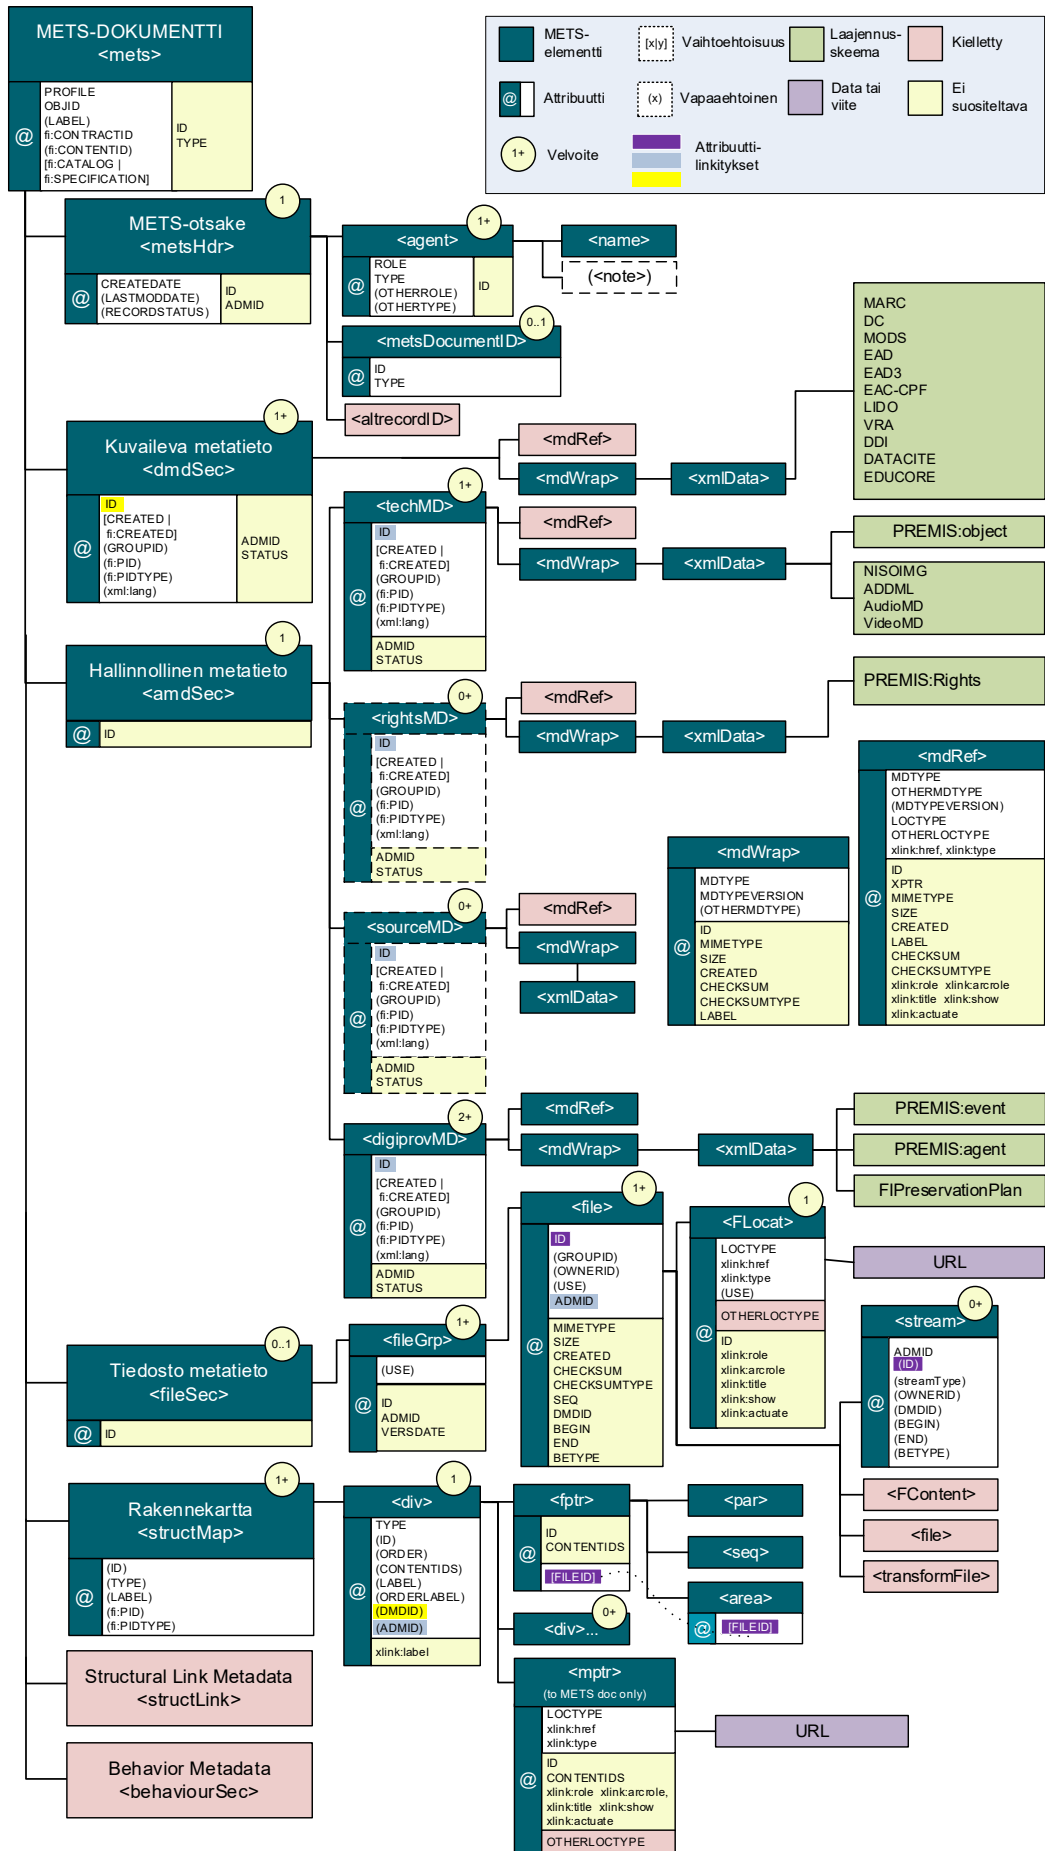 METS-DOKUMENTTI
<mets>
@
PROFILE
OBJID
(LABEL)
fi:CONTRACTID
(fi:CONTENTID)
[fi:CATALOG |
fi:SPECIFICATION]
ID
TYPE
METS-
elementti
[x|y]
Vaihtoehtoisuus
Laajennus-
skeema
Kielletty
@
Attribuutti
(x)
Vapaaehtoinen
Data tai
viite
Ei
suositeltava
1+
Velvoite
Attribuutti-
linkitykset
1
METS-otsake
<metsHdr>
@
CREATEDATE
(LASTMODDATE)
(RECORDSTATUS)
ID
ADMID
1+
<agent>
@
ROLE
TYPE
(OTHERROLE)
(OTHERTYPE)
ID
<name>
(<note>)
0..1
<metsDocumentID>
@
ID
TYPE
<altrecordID>
1+
Kuvaileva metatieto
<dmdSec>
@
ID
[CREATED |
fi:CREATED]
(GROUPID)
(fi:PID)
(fi:PIDTYPE)
(xml:lang)
ADMID
STATUS
<mdRef>
<mdWrap>
<xmlData>
MARC
DC
MODS
EAD
EAD3
EAC-CPF
LIDO
VRA
DDI
DATACITE
EDUCORE
1
Hallinnollinen metatieto
<amdSec>
@
ID
1+
<techMD>
@
ID
[CREATED |
fi:CREATED]
(GROUPID)
(fi:PID)
(fi:PIDTYPE)
(xml:lang)
ADMID
STATUS
<mdRef>
<mdWrap>
<xmlData>
PREMIS:object
NISOIMG
ADDML
AudioMD
VideoMD
0+
<rightsMD>
@
ID
[CREATED |
fi:CREATED]
(GROUPID)
(fi:PID)
(fi:PIDTYPE)
(xml:lang)
ADMID
STATUS
<mdRef>
<mdWrap>
<xmlData>
PREMIS:Rights
<mdWrap>
@
MDTYPE
MDTYPEVERSION
(OTHERMDTYPE)
ID
MIMETYPE
SIZE
CREATED
CHECKSUM
CHECKSUMTYPE
LABEL
<mdRef>
@
MDTYPE
OTHERMDTYPE
(MDTYPEVERSION)
LOCTYPE
OTHERLOCTYPE
xlink:href, xlink:type
ID
XPTR
MIMETYPE
SIZE
CREATED
LABEL
CHECKSUM
CHECKSUMTYPE
xlink:role xlink:arcrole
xlink:title xlink:show
xlink:actuate
0+
<sourceMD>
@
ID
[CREATED |
fi:CREATED]
(GROUPID)
(fi:PID)
(fi:PIDTYPE)
(xml:lang)
ADMID
STATUS
<mdRef>
<mdWrap>
<xmlData>
2+
<digiprovMD>
@
ID
[CREATED |
fi:CREATED]
(GROUPID)
(fi:PID)
(fi:PIDTYPE)
(xml:lang)
ADMID
STATUS
<mdRef>
<mdWrap>
<xmlData>
PREMIS:event
PREMIS:agent
FIPreservationPlan
0..1
Tiedosto metatieto
<fileSec>
@
ID
1+
<fileGrp>
@
(USE)
ID
ADMID
VERSDATE
1+
<file>
@
ID
(GROUPID)
(OWNERID)
(USE)
ADMID
MIMETYPE
SIZE
CREATED
CHECKSUM
CHECKSUMTYPE
SEQ
DMDID
BEGIN
END
BETYPE
1
<FLocat>
@
LOCTYPE
xlink:href
xlink:type
(USE)
OTHERLOCTYPE
ID
xlink:role
xlink:arcrole
xlink:title
xlink:show
xlink:actuate
URL
0+
<stream>
@
ADMID
(ID)
(streamType)
(OWNERID)
(DMDID)
(BEGIN)
(END)
(BETYPE)
<FContent>
<file>
<transformFile>
1+
Rakennekartta
<structMap>
@
(ID)
(TYPE)
(LABEL)
(fi:PID)
(fi:PIDTYPE)
1
<div>
@
TYPE
(ID)
(ORDER)
(CONTENTIDS)
(LABEL)
(ORDERLABEL)
(DMDID)
(ADMID)
xlink:label
<fptr>
@
ID
CONTENTIDS
[FILEID]
<par>
<seq>
<area>
@
[FILEID]
0+
<div>...
<mptr>
(to METS doc only)
@
LOCTYPE
xlink:href
xlink:type
ID
CONTENTIDS
xlink:role xlink:arcrole,
xlink:title xlink:show
xlink:actuate
OTHERLOCTYPE
URL
Structural Link Metadata
<structLink>
Behavior Metadata
<behaviourSec>